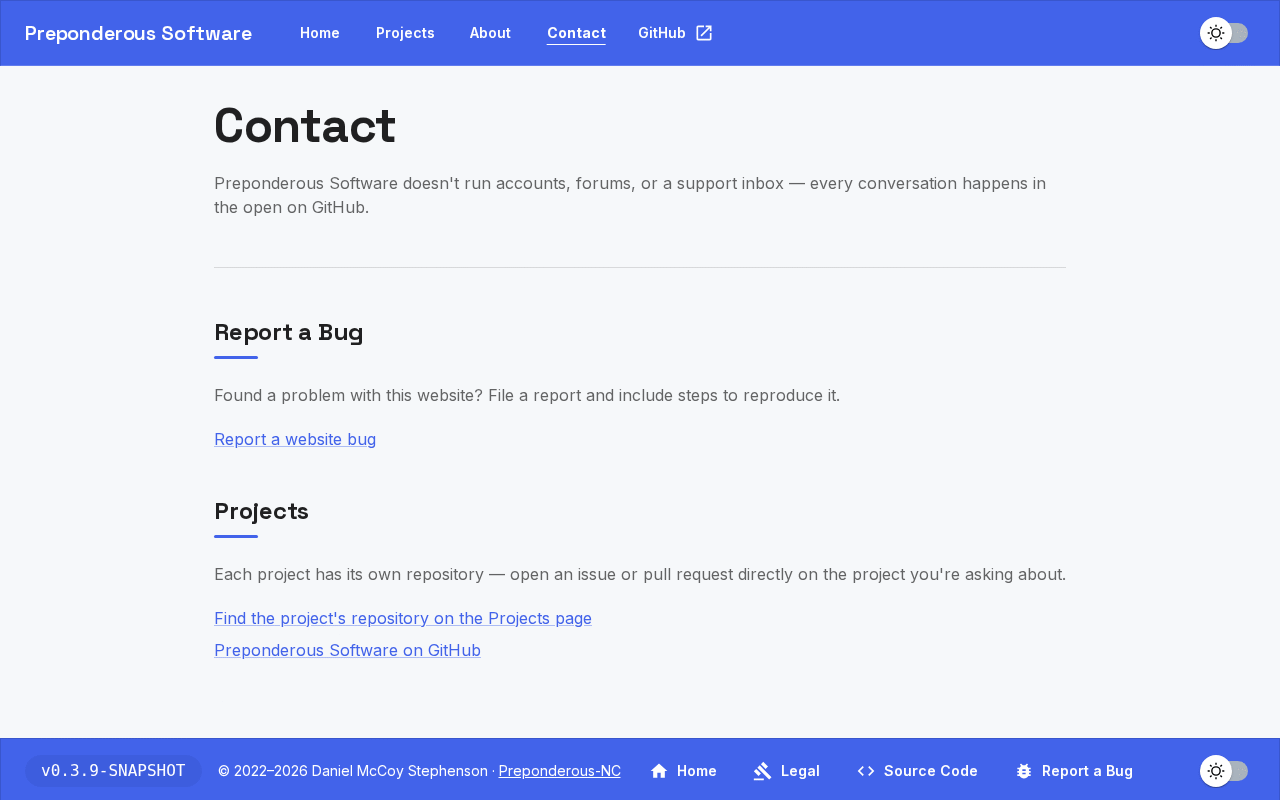 Preponderous Software Home Projects About Contact GitHub
Contact
Preponderous Software doesn't run accounts, forums, or a support inbox — every conversation happens in
the open on GitHub.
Report a Bug
Found a problem with this website? File a report and include steps to reproduce it.
Report a website bug
Projects
Each project has its own repository — open an issue or pull request directly on the project you're asking about.
Find the project's repository on the Projects page
Preponderous Software on GitHub
v0.3.9-SNAPSHOT © 2022–2026 Daniel McCoy Stephenson · Preponderous-NC Home Legal Source Code Report a Bug